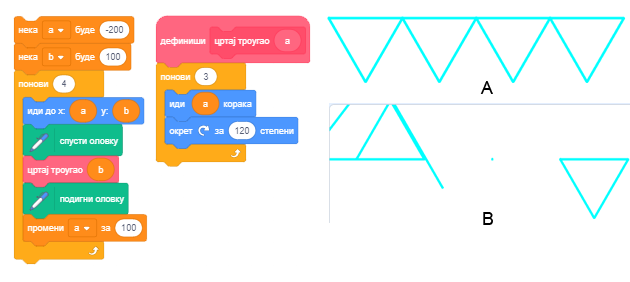 нека a буде -200
нека b буде 100
понови 4
иди до x: a y: b
спусти оловку
цртај троугао b
подигни оловку
промени a за 100
дефиниши цртај троугао a
понови 3
иди a корака
окрет за 120 степени
A
B